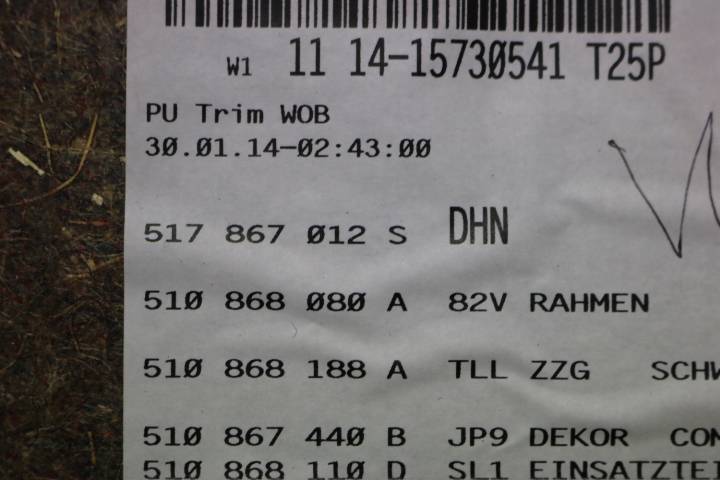 W1 11 14-15730541 T25P
PU Trim WOB
30.01.14-02:43:00
517 867 012 S DHN
510 868 080 A 82V RAHMEN
510 868 188 A TLL ZZG
510 867 440 B JP9 DEKOR
510 868 110 D SL1